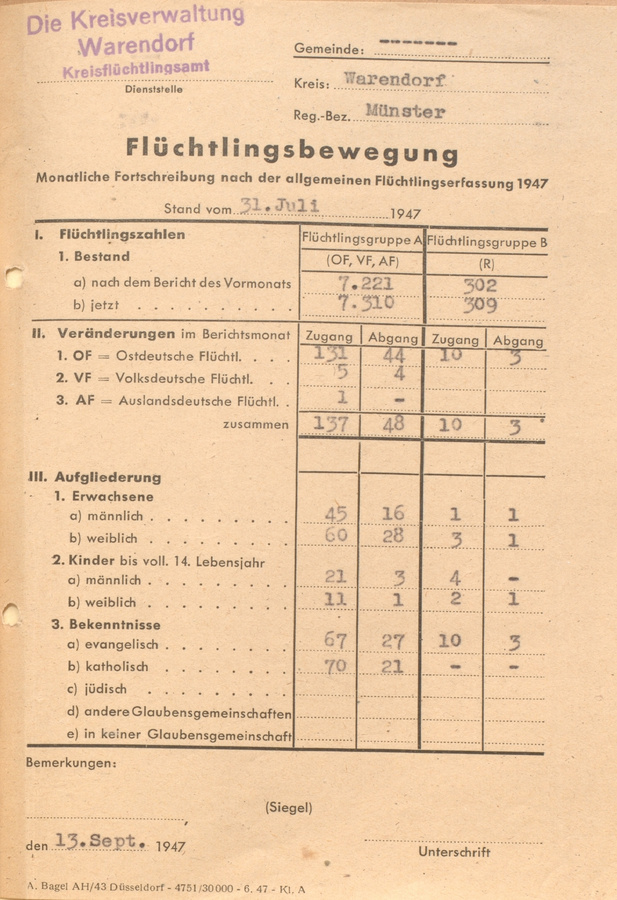 Die Kreisverwaltung
Warendorf
Kreisflüchtlingsamt
Dienststelle
Gemeinde: -------
Kreis: Warendorf
Reg.-Bez. Münster
Flüchtlingsbewegung
Monatliche Fortschreibung nach der allgemeinen Flüchtlingserfassung 1947
Stand vom 31.Juli 1947
I. Flüchtlingszahlen Flüchtlingsgruppe A Flüchtlingsgruppe B
1. Bestand (OF, VF, AF) (R)
a) nach dem Bericht des Vormonats 7.221 302
b) jetzt 7.310 309
II. Veränderungen im Berichtsmonat Zugang Abgang Zugang Abgang
1. OF = Ostdeutsche Flüchtl. 131 44 10 3
2. VF = Volksdeutsche Flüchtl. 5 4
3. AF = Auslandsdeutsche Flüchtl. 1 -
zusammen 137 48 10 3
III. Aufgliederung
1. Erwachsene
a) männlich 45 16 1 1
b) weiblich 60 28 3 1
2. Kinder bis voll. 14. Lebensjahr
a) männlich 21 3 4 -
b) weiblich 11 1 2 1
3. Bekenntnisse
a) evangelisch 67 27 10 3
b) katholisch 70 21 - -
c) jüdisch
d) andere Glaubensgemeinschaften
e) in keiner Glaubensgemeinschaft
Bemerkungen:
(Siegel)
den 13.Sept. 1947
Unterschrift
A. Bagel AH/43 Düsseldorf - 4751/30000 - 6. 47 - Kl. A